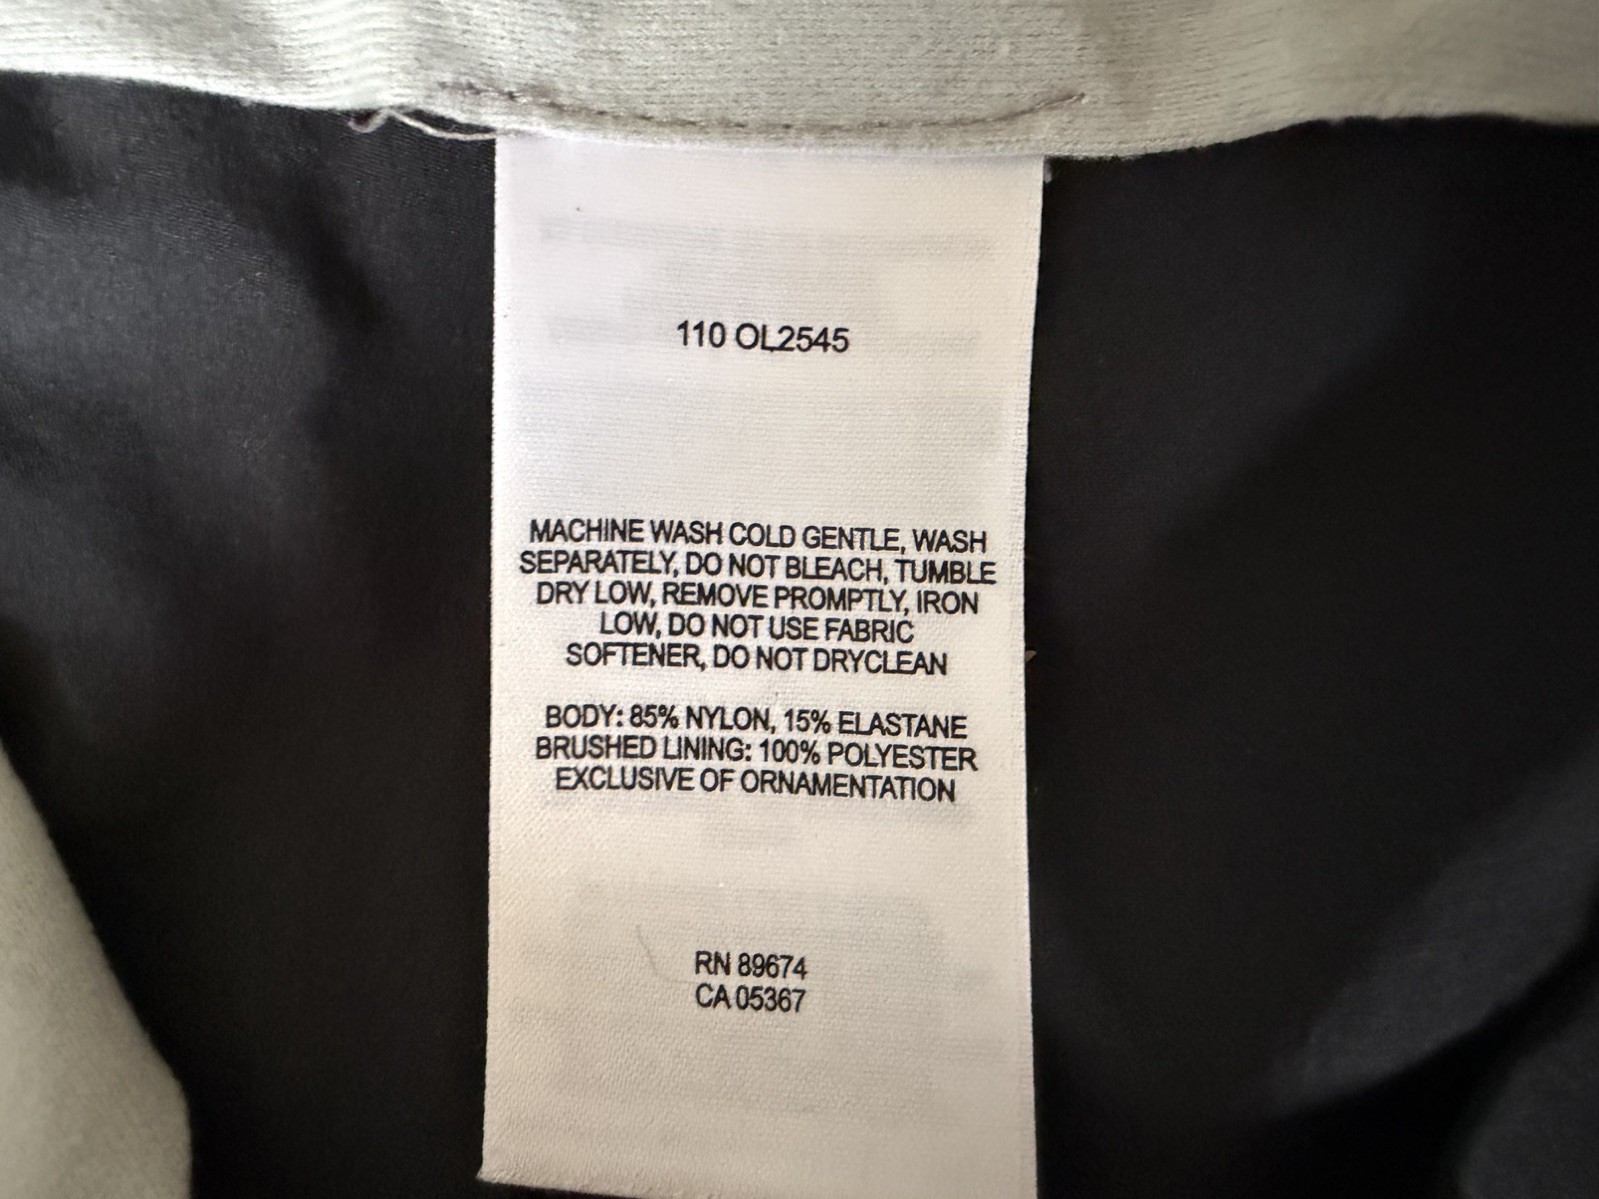 110 OL2545
MACHINE WASH COLD GENTLE, WASH
SEPARATELY, DO NOT BLEACH, TUMBLE
DRY LOW, REMOVE PROMPTLY, IRON
LOW, DO NOT USE FABRIC
SOFTENER, DO NOT DRYCLEAN
BODY: 85% NYLON, 15% ELASTANE
BRUSHED LINING: 100% POLYESTER
EXCLUSIVE OF ORNAMENTATION
RN 89674
CA 05367